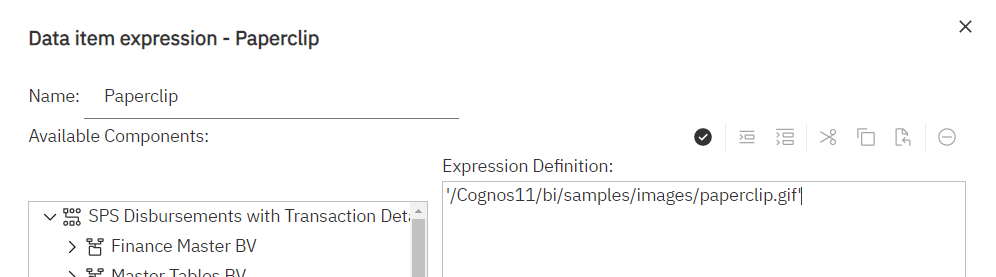 Data item expression - Paperclip
Name: Paperclip
Available Components:
Expression Definition:
'/Cognos11/bi/samples/images/paperclip.gif'
SPS Disbursements with Transaction Deta
Finance Master BV
Master Tables BV